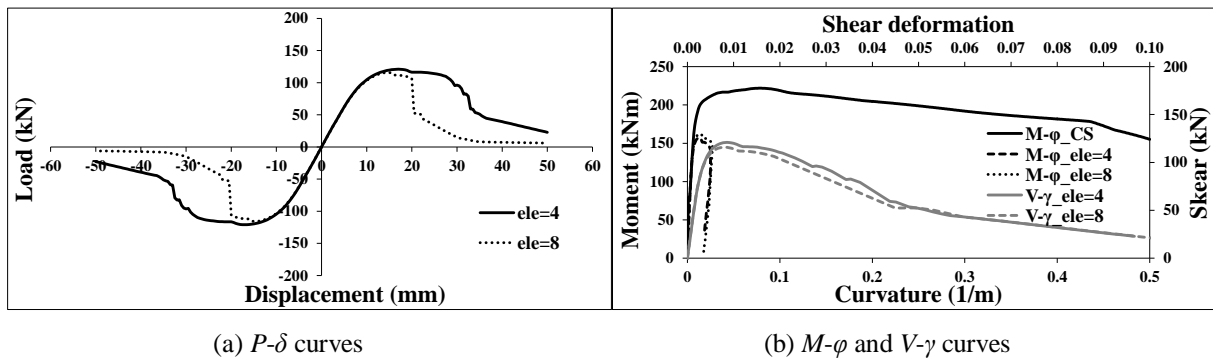 200
150
100
50
0
-50
-100
-150
-200
-60 -50 -40 -30 -20 -10 0 10 20 30 40 50 60
Load (kN)
Displacement (mm)
ele=4
ele=8
Shear deformation
0.00 0.01 0.02 0.03 0.04 0.05 0.06 0.07 0.08 0.09 0.10
250
200
150
100
50
0
Moment (kNm)
200
150
100
50
0
Skear (kN)
M-φ_CS
M-φ_ele=4
M-φ_ele=8
V-γ_ele=4
V-γ_ele=8
0 0.1 0.2 0.3 0.4 0.5
Curvature (1/m)
(a) P-δ curves
(b) M-φ and V-γ curves